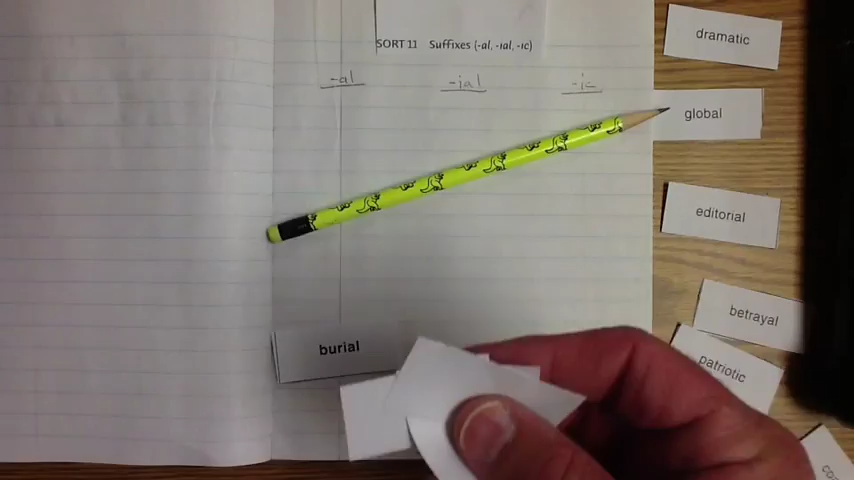 SORT 11 Suffixes (-al, -ial, -ic)
-al -ial -ic
dramatic
global
editorial
betrayal
patriotic
burial